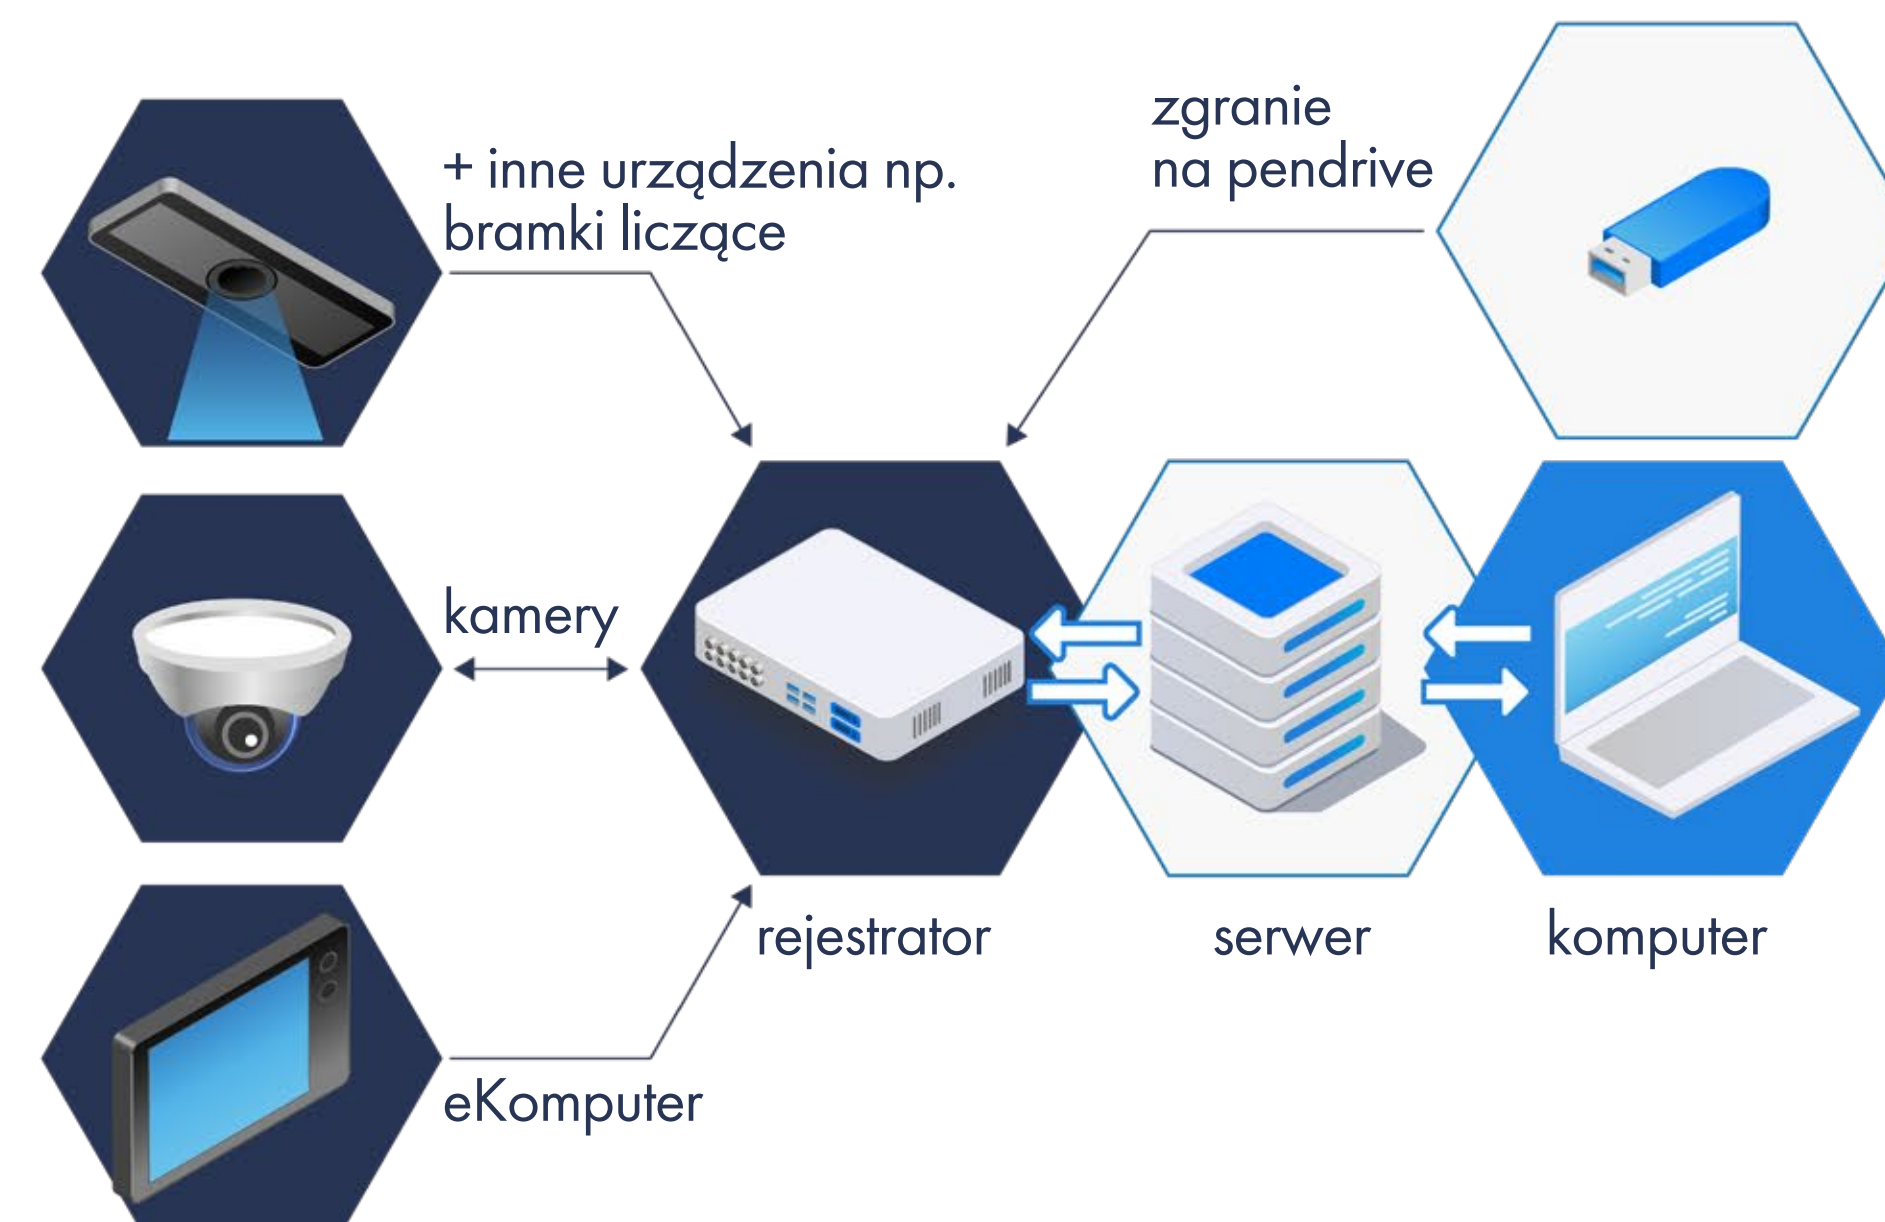 + inne urządzenia np.
bramki liczące
zgranie
na pendrive
kamery
rejestrator
serwer
komputer
eKomputer